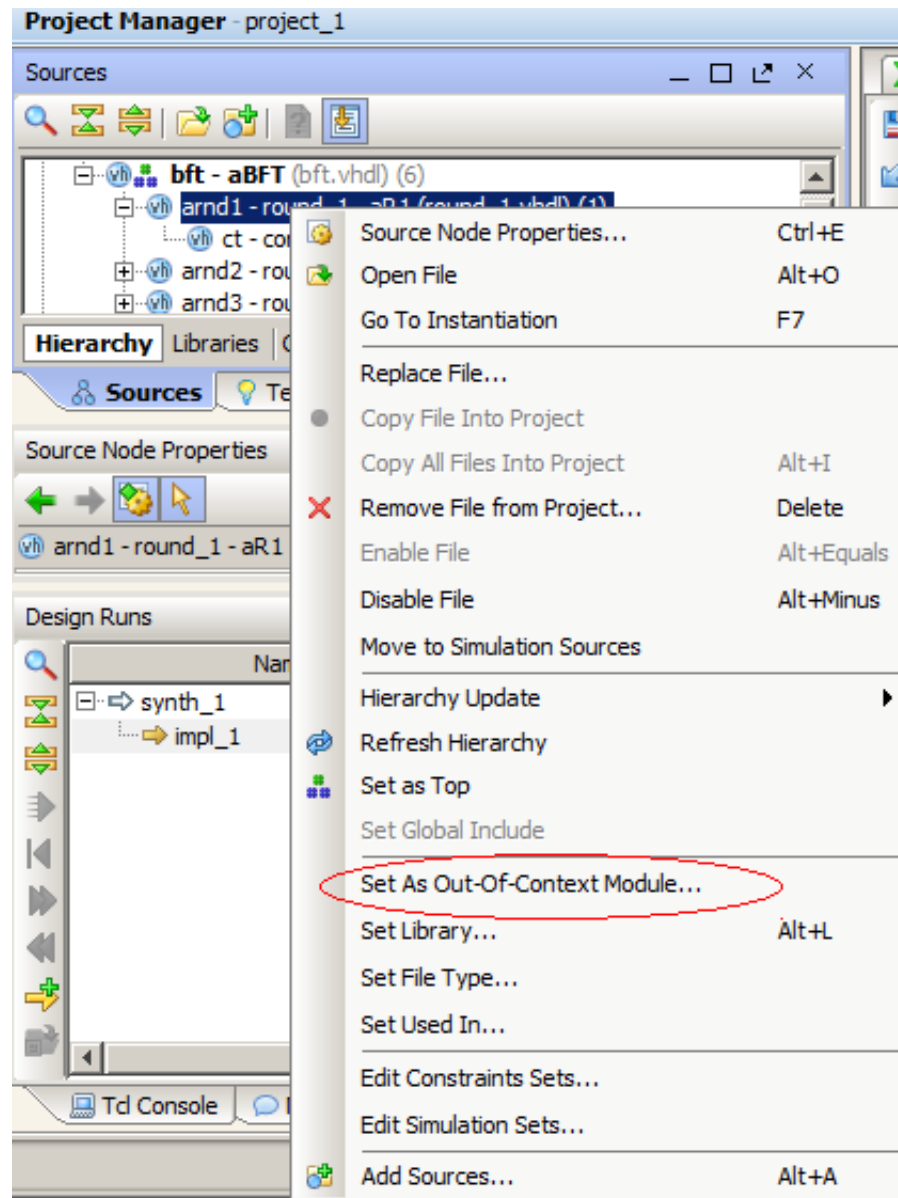 Project Manager - project_1
Sources
bft - aBFT (bft.vhdl) (6)
arnd1 - round_1 - aR1 (round_1.vhdl) (1)
ct -
arnd2 -
arnd3 -
Hierarchy Libraries
Sources
Source Node Properties
arnd1 - round_1 - aR1
Design Runs
synth_1
impl_1
Tcl Console
Source Node Properties... Ctrl+E
Open File Alt+O
Go To Instantiation F7
Replace File...
Copy File Into Project
Copy All Files Into Project Alt+I
Remove File from Project... Delete
Enable File Alt+Equals
Disable File Alt+Minus
Move to Simulation Sources
Hierarchy Update
Refresh Hierarchy
Set as Top
Set Global Include
Set As Out-Of-Context Module...
Set Library... Alt+L
Set File Type...
Set Used In...
Edit Constraints Sets...
Edit Simulation Sets...
Add Sources... Alt+A